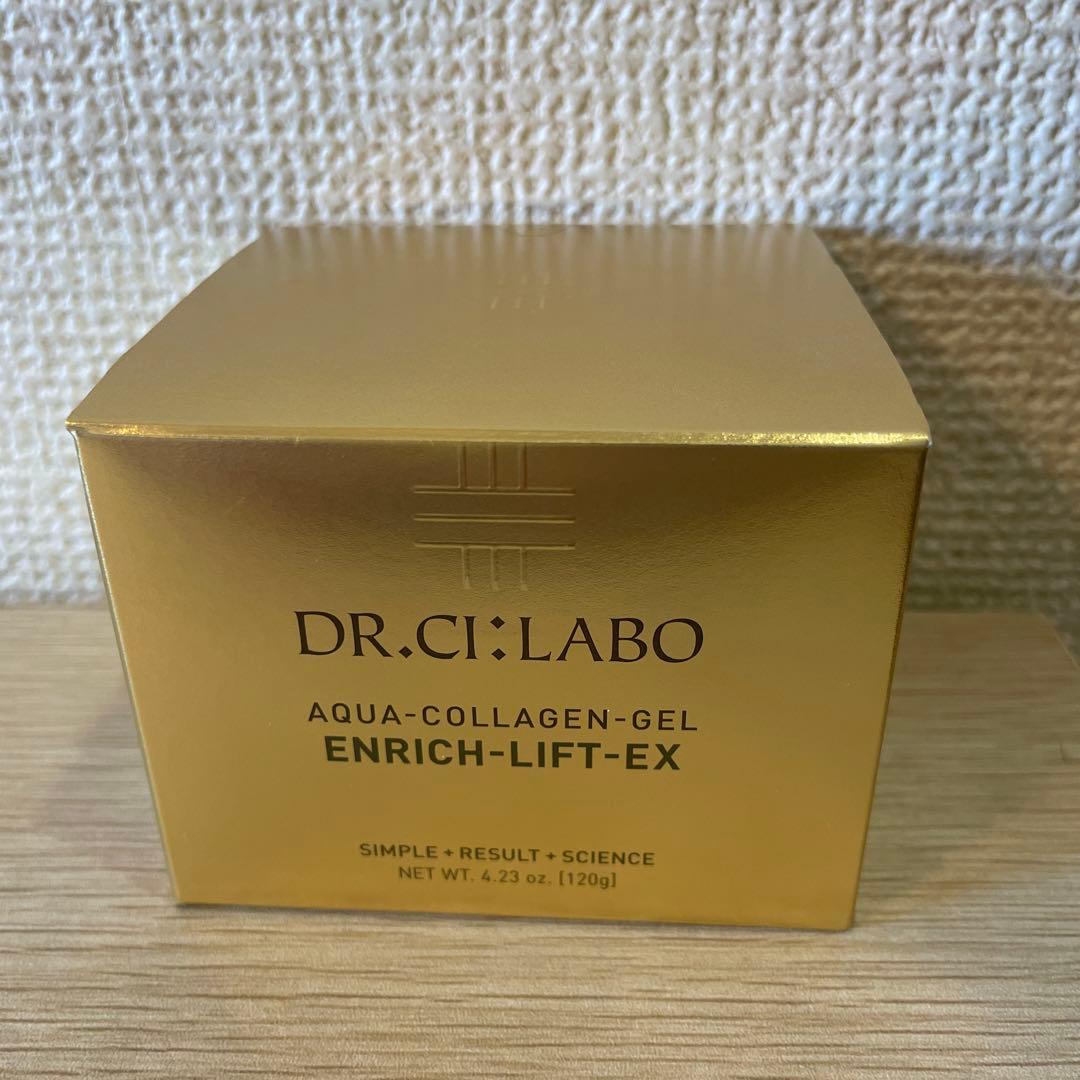 DR.CI:LABO
AQUA-COLLAGEN-GEL
ENRICH-LIFT-EX
SIMPLE + RESULT + SCIENCE
NET WT. 4.23 oz. [120g]